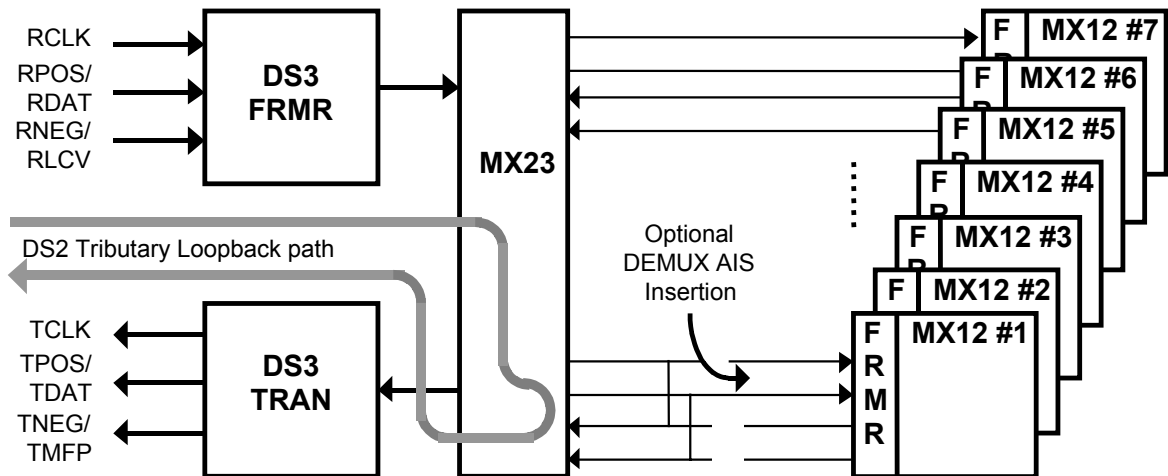 RCLK
RPOS/
RDAT
RNEG/
RLCV
DS3
FRMR
MX23
F
R
MX12 #7
F
R
MX12 #6
F
R
MX12 #5
F
R
MX12 #4
F
R
MX12 #3
F
MX12 #2
F
R
M
R
MX12 #1
DS2 Tributary Loopback path
Optional
DEMUX AIS
Insertion
TCLK
TPOS/
TDAT
TNEG/
TMFP
DS3
TRAN